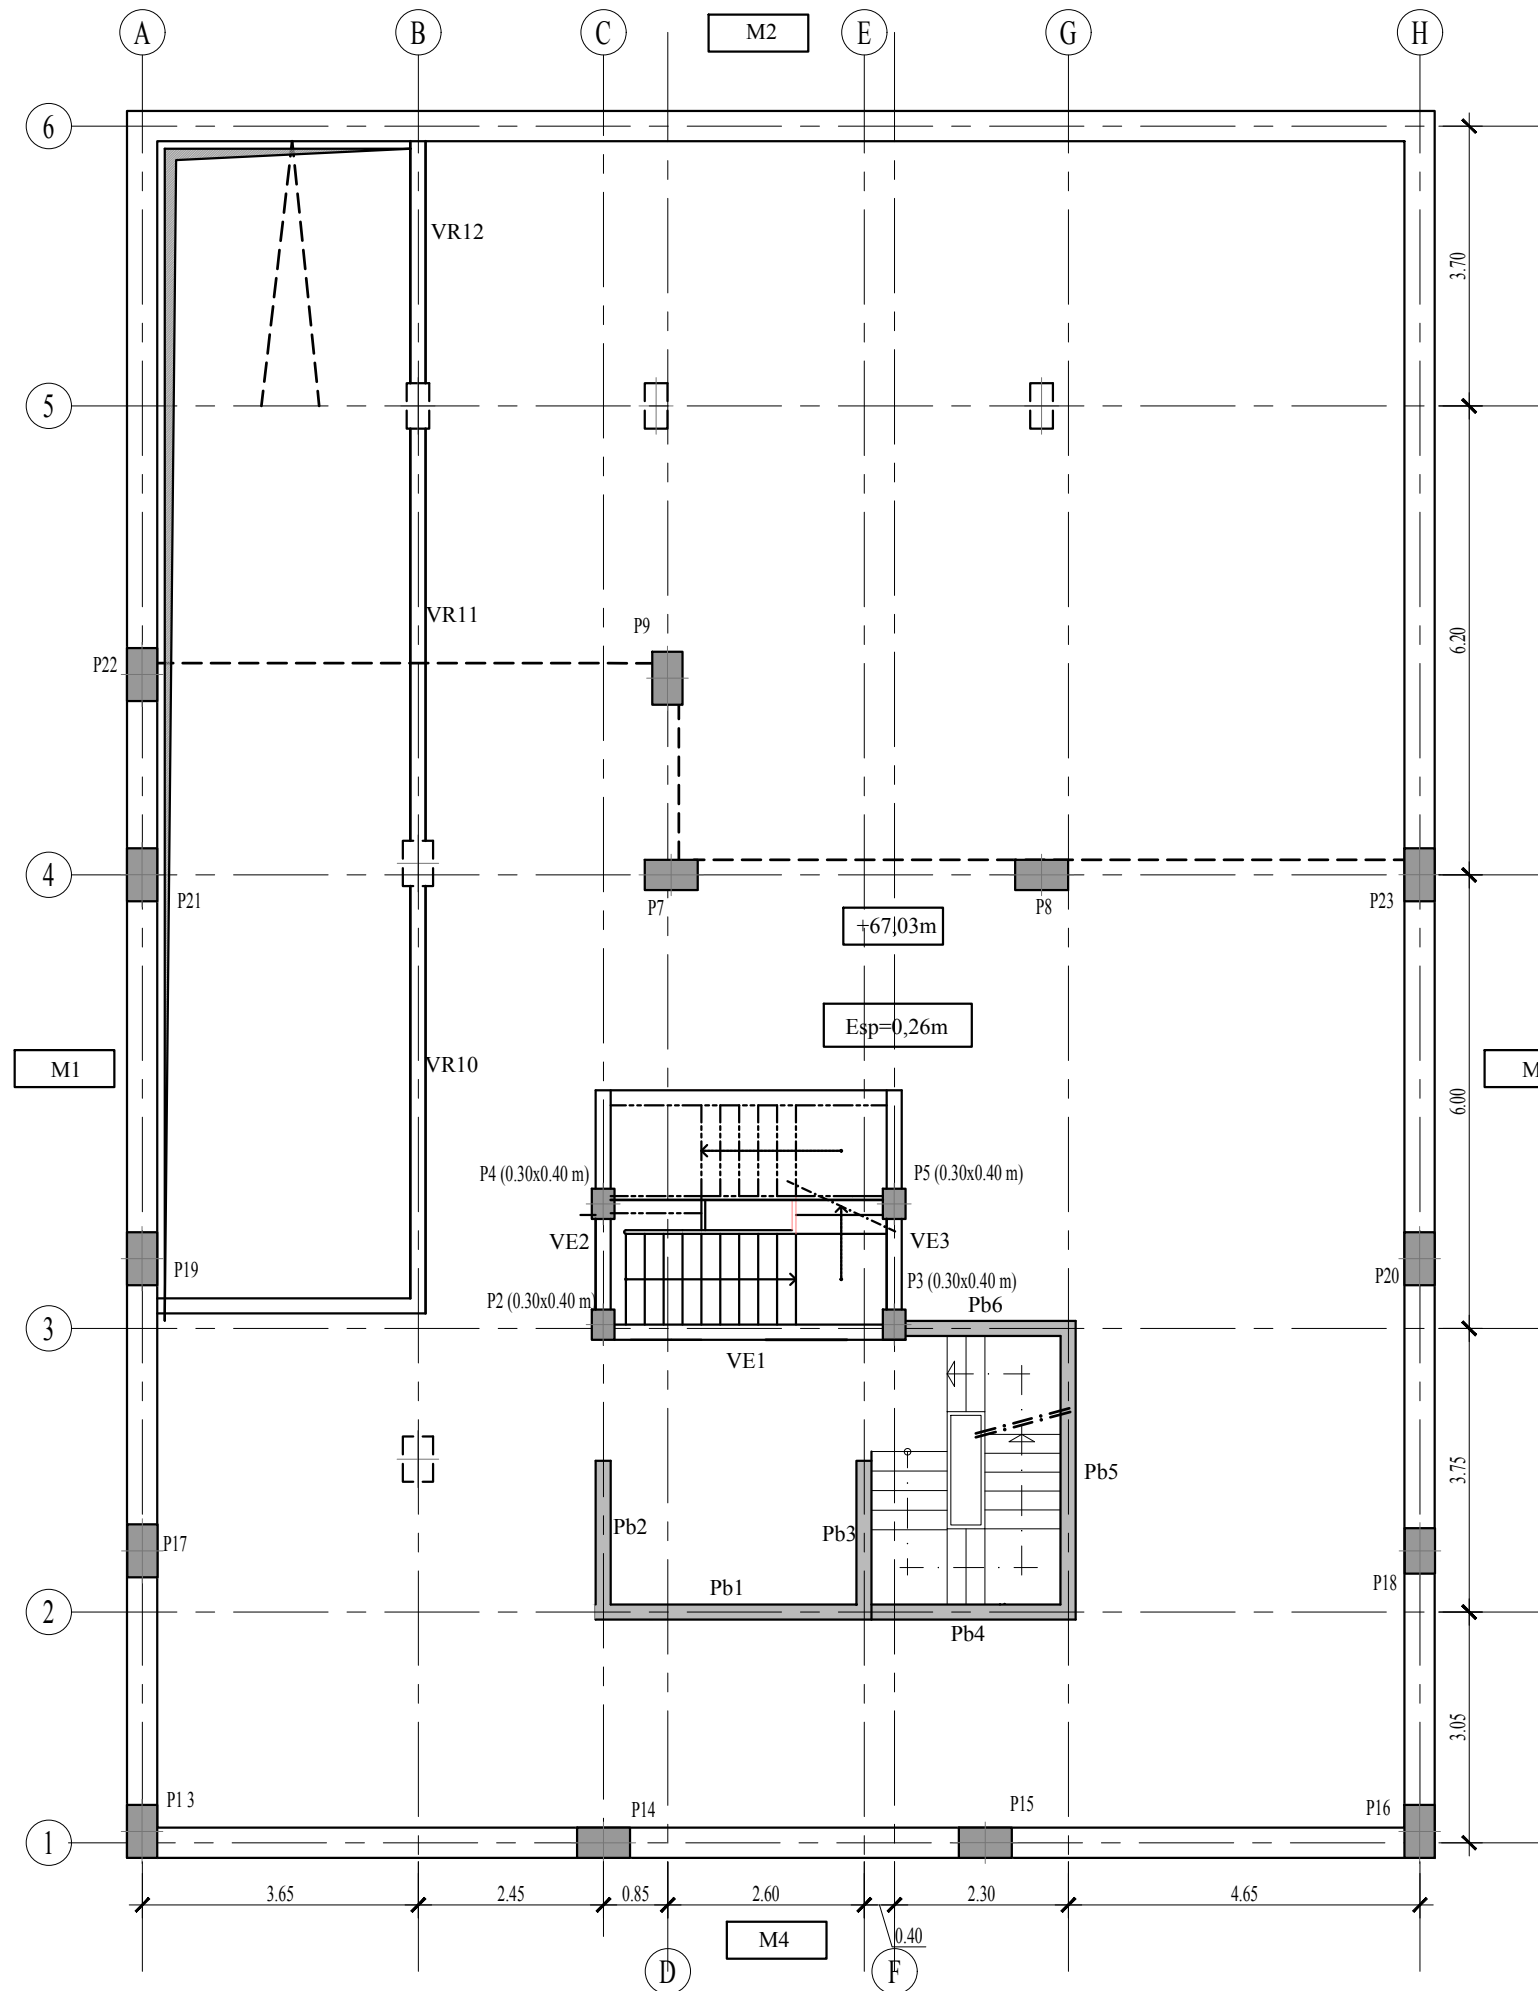 A
B
C
M2
E
G
H
6
VR12
3.70
5
VR11
P9
6.20
P22
4
P21
P7
P8
P23
+67,03m
Esp=0,26m
M1
VR10
M
6.00
P4 (0.30x0.40 m)
P5 (0.30x0.40 m)
VE2
VE3
P19
P20
P2 (0.30x0.40 m)
P3 (0.30x0.40 m)
Pb6
3
VE1
Pb5
3.75
Pb2
Pb3
P17
P18
Pb1
2
Pb4
3.05
P1 3
P14
P15
P16
1
3.65
2.45
0.85
2.60
2.30
4.65
0.40
M4
D
F